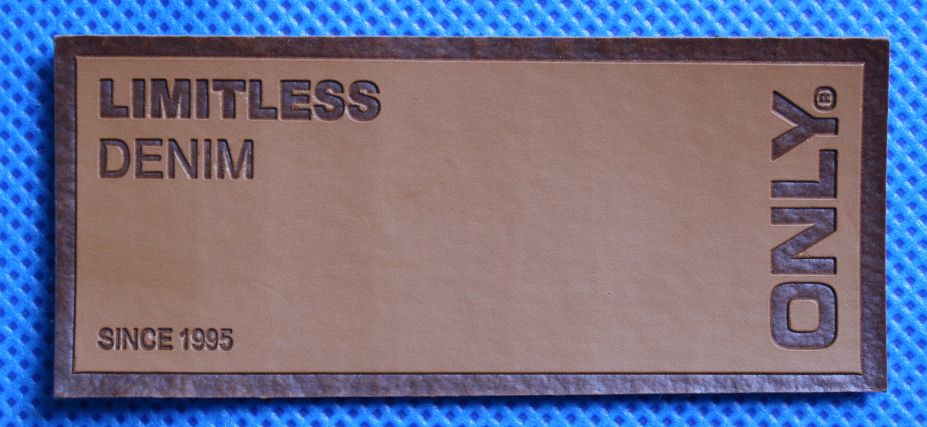 LIMITLESS
DENIM
SINCE 1995
ONLY®